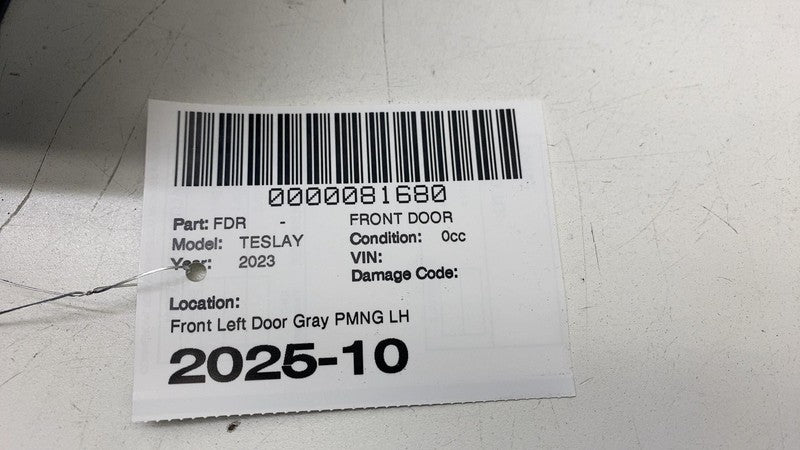 0000081680
Part: FDR - FRONT DOOR
Model: TESLAY Condition: 0cc
Year: 2023 VIN:
Damage Code:
Location:
Front Left Door Gray PMNG LH
2025-10